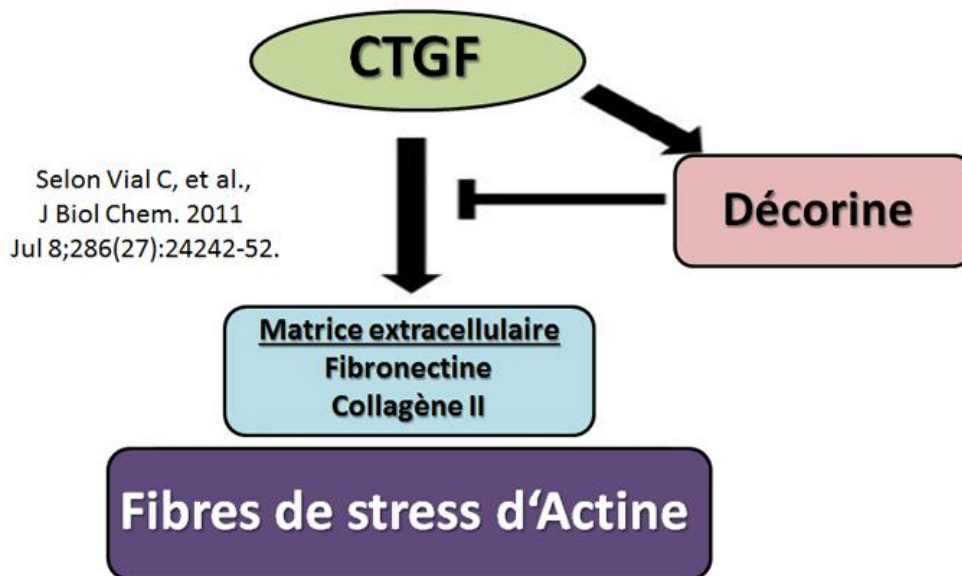 CTGF
Selon Vial C, et al.,
J Biol Chem. 2011
Jul 8;286(27):24242-52.
Décorine
Matrice extracellulaire
Fibronectine
Collagène II
Fibres de stress d‘Actine